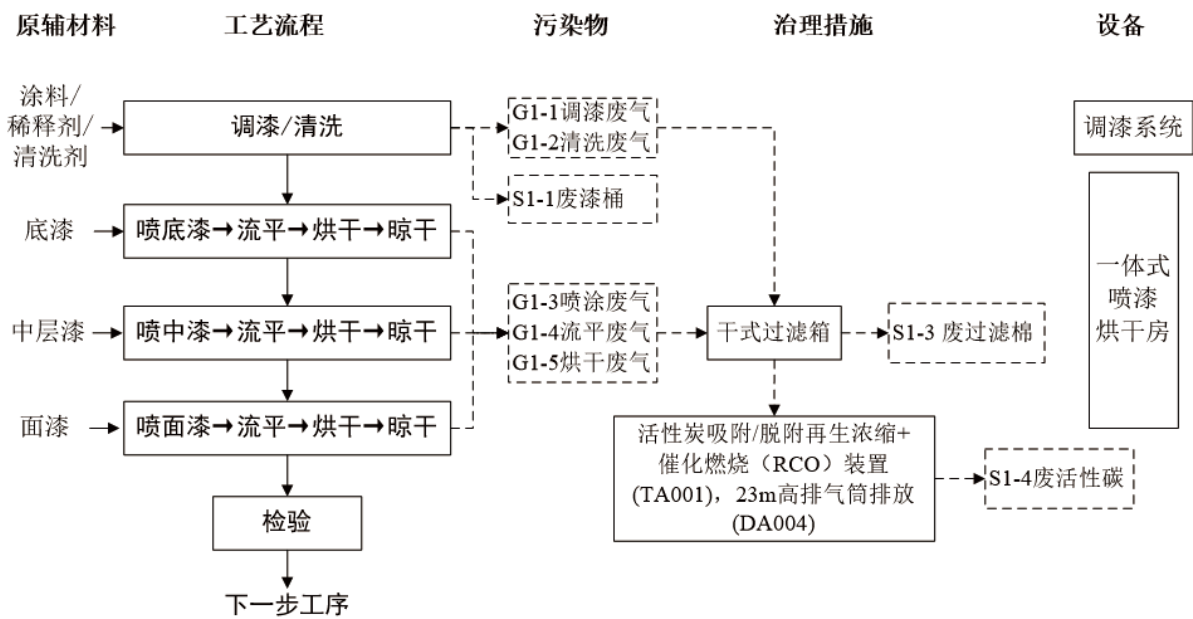 原辅材料 工艺流程 污染物 治理措施 设备
涂料/
稀释剂/
清洗剂
调漆/清洗
G1-1调漆废气
G1-2清洗废气
调漆系统
S1-1废漆桶
底漆
喷底漆→流平→烘干→晾干
中层漆
喷中漆→流平→烘干→晾干
G1-3喷涂废气
G1-4流平废气
G1-5烘干废气
干式过滤箱
S1-3 废过滤棉
一体式
喷漆
烘干房
面漆
喷面漆→流平→烘干→晾干
活性炭吸附/脱附再生浓缩+
催化燃烧（RCO）装置
(TA001)，23m高排气筒排放
(DA004)
S1-4废活性碳
检验
下一步工序